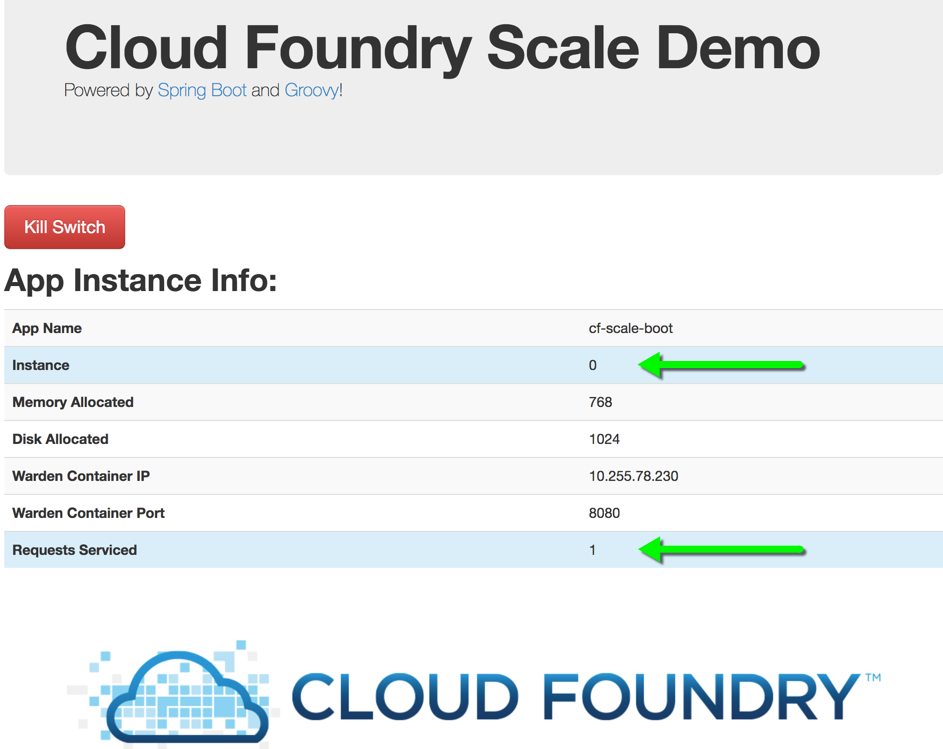 Cloud Foundry Scale Demo
Powered by Spring Boot and Groovy!
Kill Switch
App Instance Info:
App Name cf-scale-boot
Instance 0
Memory Allocated 768
Disk Allocated 1024
Warden Container IP 10.255.78.230
Warden Container Port 8080
Requests Serviced 1
CLOUD FOUNDRY™